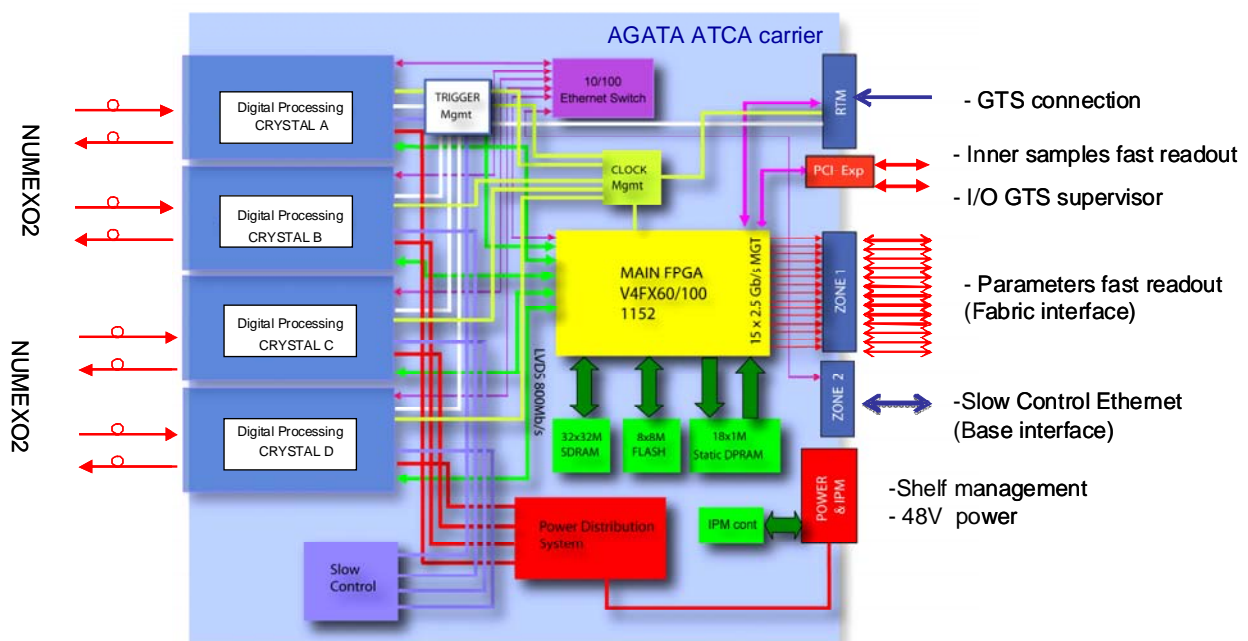 AGATA ATCA carrier
NUMEXO2
NUMEXO2
Digital Processing
CRYSTAL A
Digital Processing
CRYSTAL B
Digital Processing
CRYSTAL C
Digital Processing
CRYSTAL D
TRIGGER
Mgmt
10/100
Ethernet Switch
CLOCK
Mgmt
MAIN FPGA
V4FX60/100
1152
15 x 2.5 Gb/s MGT
LVDS 800Mb/s
32x32M
SDRAM
8x8M
FLASH
18x1M
Static DPRAM
IPM cont
Power Distribution
System
Slow
Control
RTM
PCI-Exp
ZONE 1
ZONE 2
POWER
& IPM
- GTS connection
- Inner samples fast readout
- I/O GTS supervisor
- Parameters fast readout
(Fabric interface)
-Slow Control Ethernet
(Base interface)
-Shelf management
- 48V power